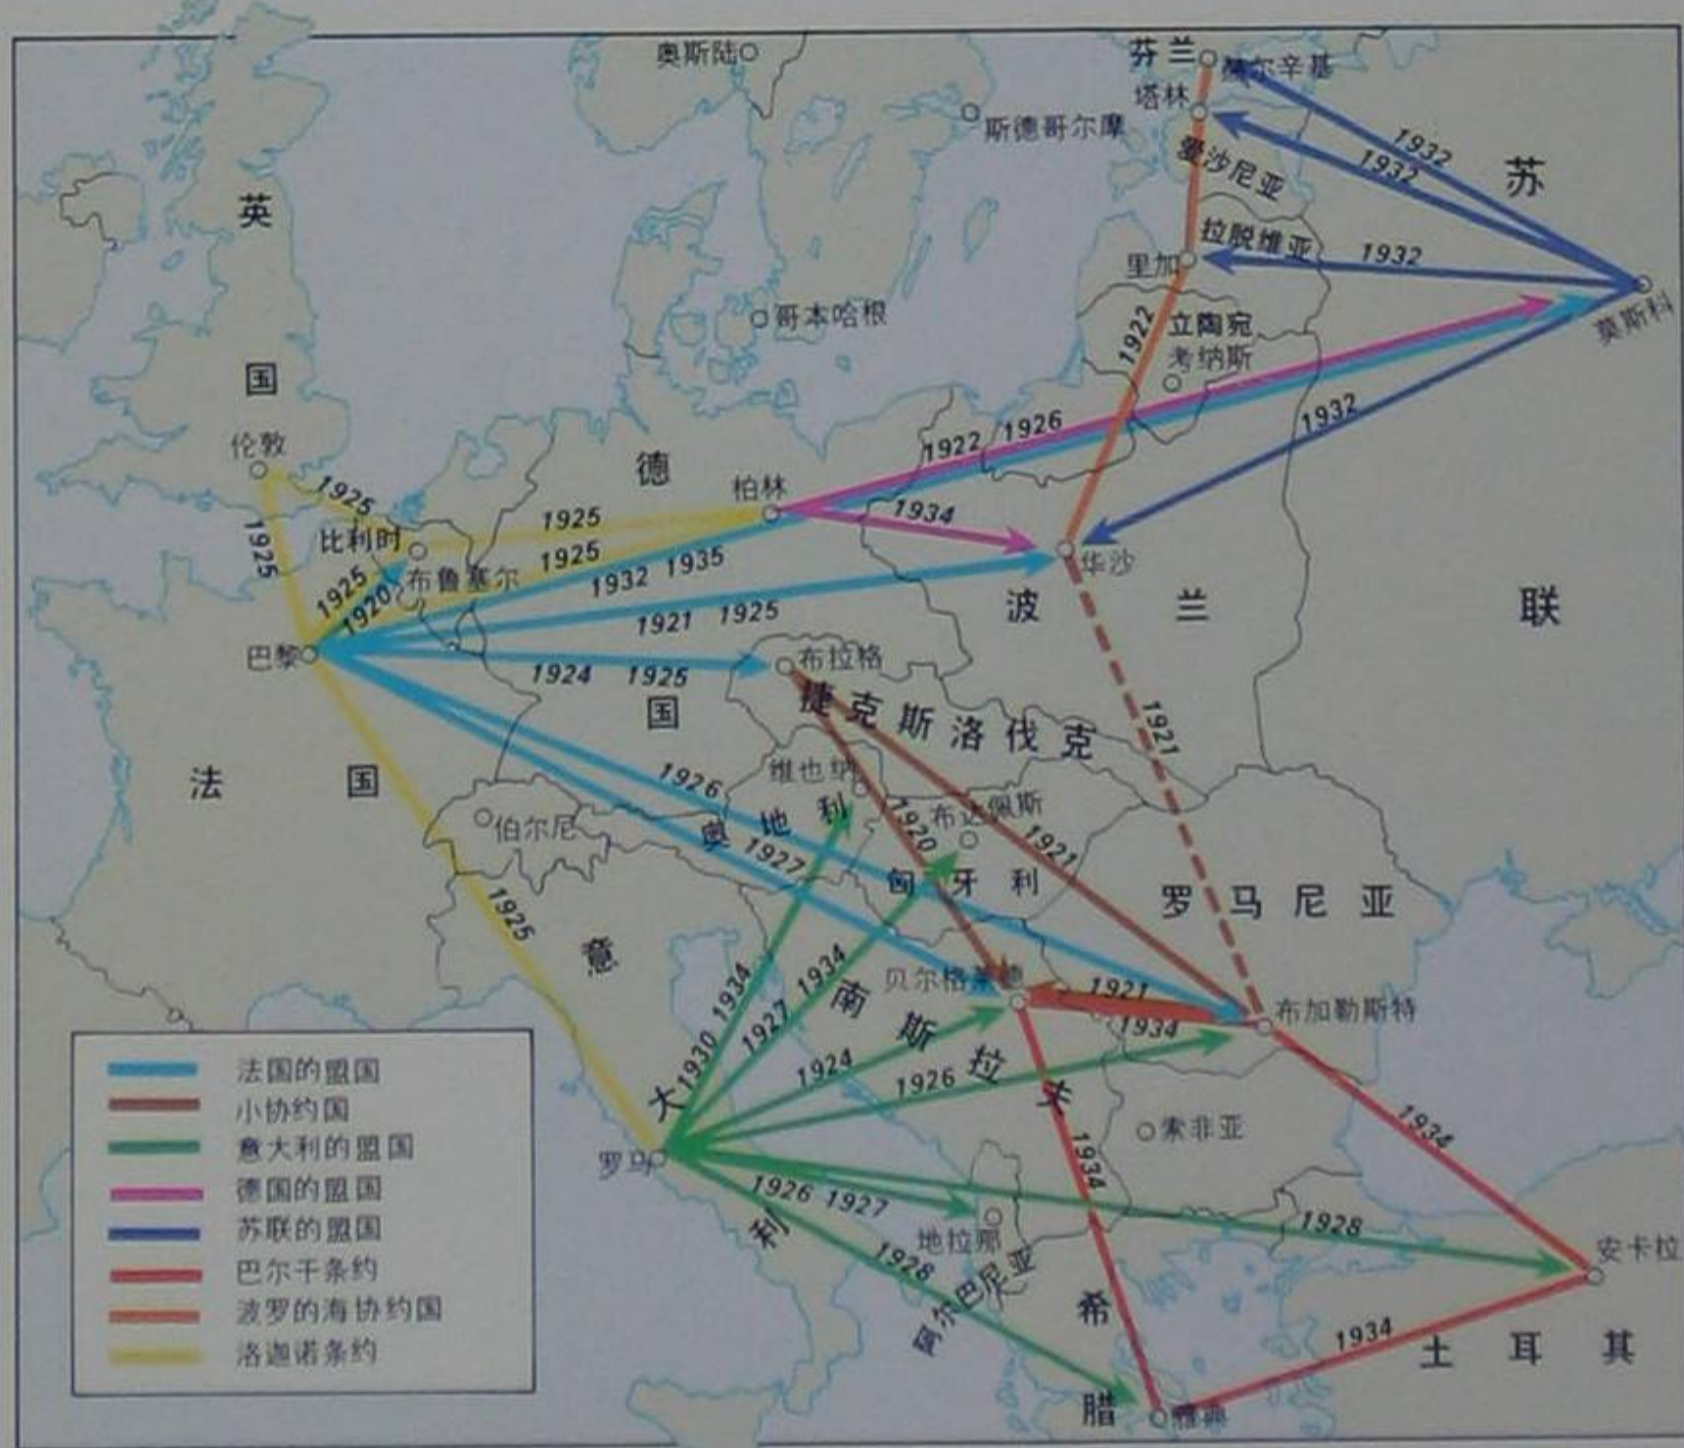 奥斯陆
芬兰
赫尔辛基
塔林
斯德哥尔摩
爱沙尼亚
1932
1932
苏
英
拉脱维亚
里加
1932
莫斯科
哥本哈根
立陶宛
考纳斯
1922
国
1932
1922 1926
伦敦
德
柏林
1925
1925
1934
1925
比利时
布鲁塞尔
1925
华沙
1925
1920
1932 1935
1921 1925
波兰
联
巴黎
布拉格
1924 1925
国
捷克斯洛伐克
1921
法国
1926
维也纳
奥地利
布达佩斯
1920
1921
伯尔尼
1927
匈牙利
罗马尼亚
1925
意
贝尔格莱德
1921
布加勒斯特
1934
南斯拉夫
1930 1934
1927 1934
1924
1926
大
罗马
索非亚
1934
1934
1926 1927
利
地拉那
1928
安卡拉
1928
阿尔巴尼亚
希
1934
土耳其
腊
雅典
法国的盟国
小协约国
意大利的盟国
德国的盟国
苏联的盟国
巴尔干条约
波罗的海协约国
洛迦诺条约